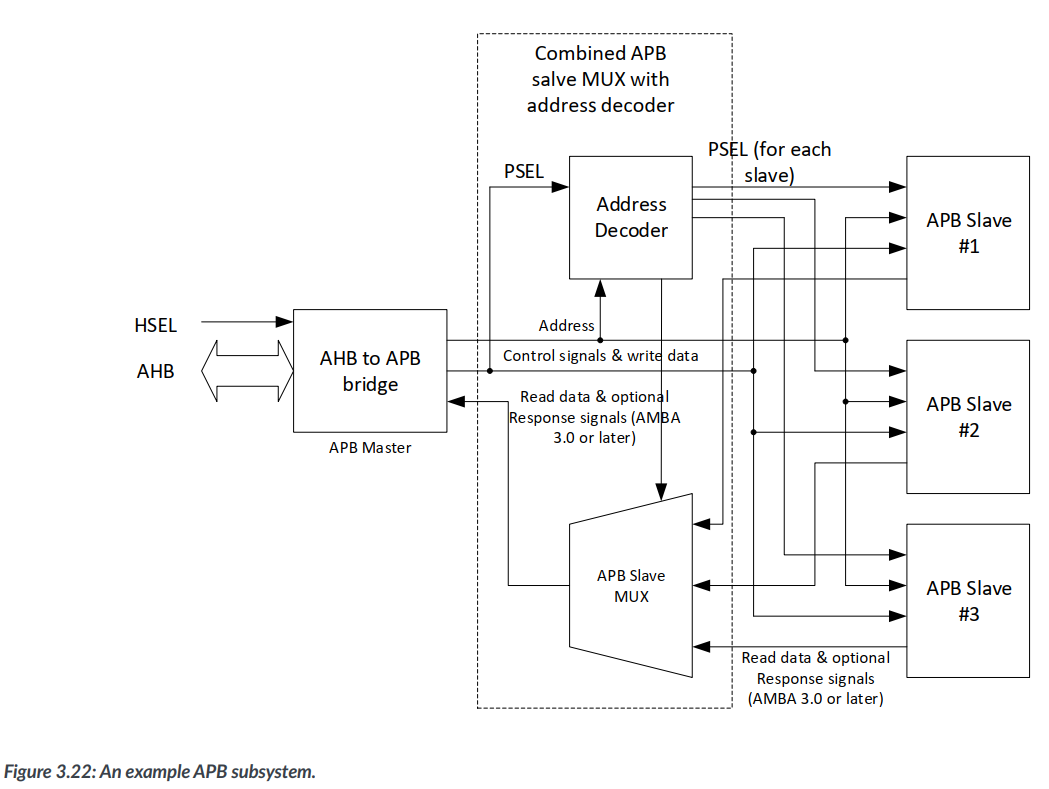 Combined APB
salve MUX with
address decoder
PSEL (for each
slave)
PSEL
Address
Decoder
APB Slave
#1
HSEL
AHB
AHB to APB
bridge
APB Master
Address
Control signals & write data
Read data & optional
Response signals (AMBA
3.0 or later)
APB Slave
#2
APB Slave
MUX
APB Slave
#3
Read data & optional
Response signals
(AMBA 3.0 or later)
Figure 3.22: An example APB subsystem.